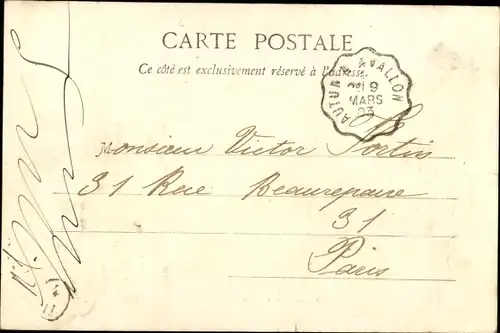 CARTE POSTALE
Ce côté est exclusivement réservé à l'adresse
AUTUN À AVALLON
19
MARS
03
Monsieur Victor Fortin
31 Rue Beaurepaire
31
Paris